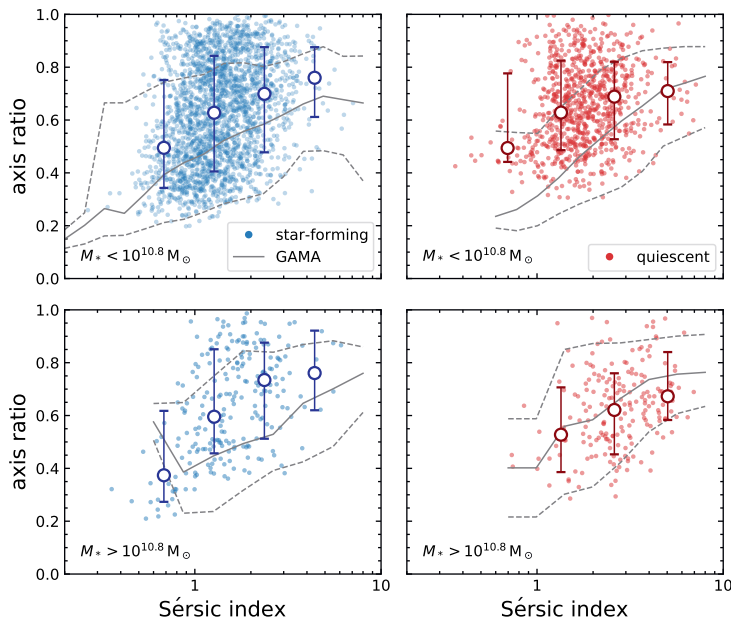 1.0
0.8
0.6
0.4
0.2
0.0
axis ratio
M* < 10^10.8 M⊙
star-forming
GAMA
M* < 10^10.8 M⊙
quiescent
1.0
0.8
0.6
0.4
0.2
0.0
axis ratio
M* > 10^10.8 M⊙
M* > 10^10.8 M⊙
1 10
1 10
Sérsic index
Sérsic index